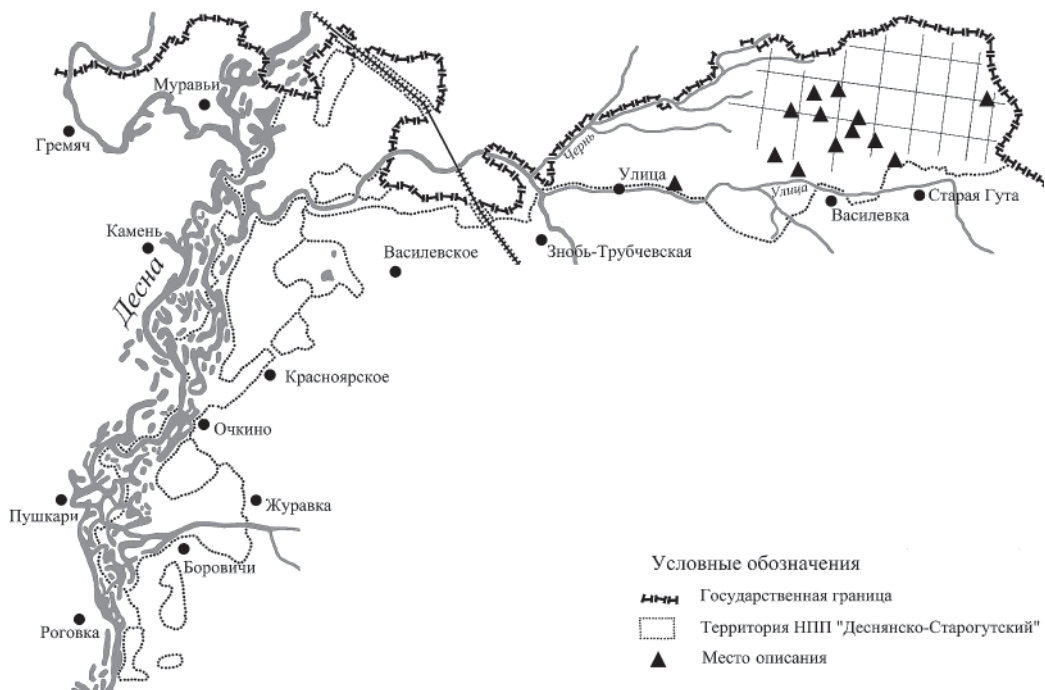 Муравьи
Гремяч
Чернь
Улица
Улица
Старая Гута
Василевка
Камень
Василевское
Знобь-Трубчевская
Десна
Красноярское
Очкино
Пушкари
Журавка
Боровичи
Роговка
Условные обозначения
Государственная граница
Территория НПП "Деснянско-Старогутский"
Место описания